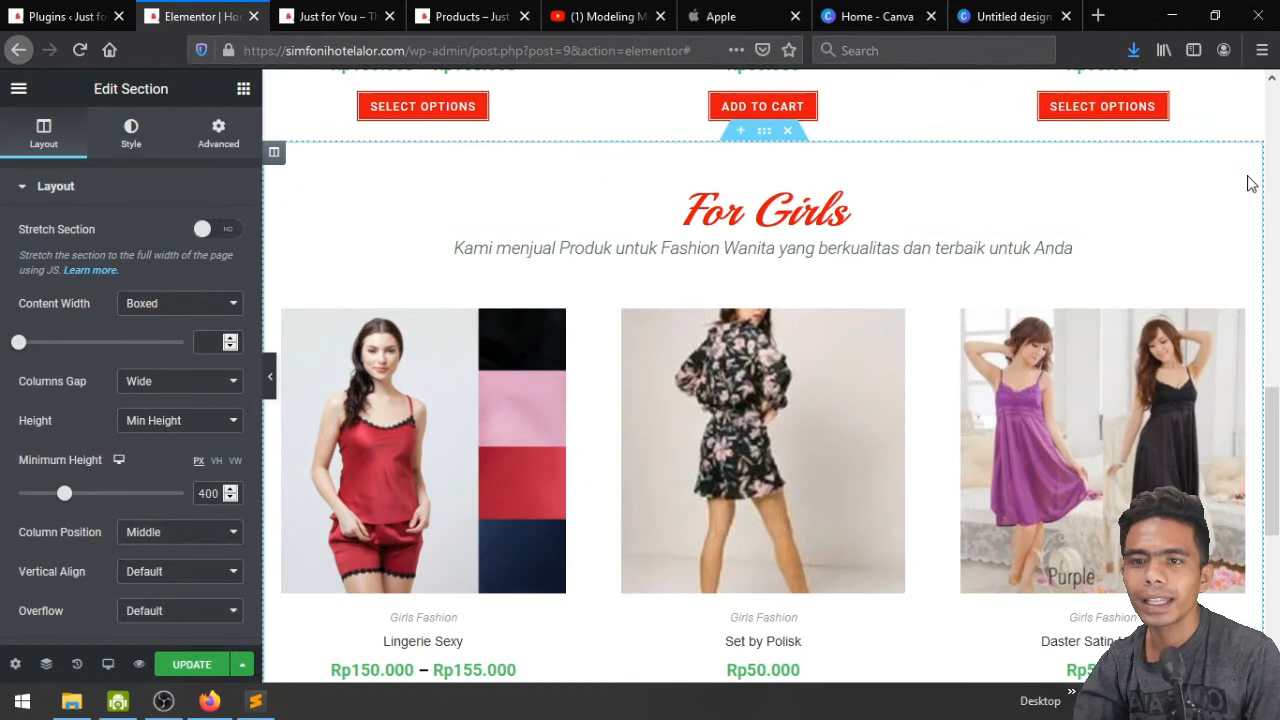 Plugins ‹ Just fo
Elementor | Ho
Just for You – Th
Products – Just
(1) Modeling M
Apple
Home - Canva
Untitled design
https://simfonihotelalor.com/wp-admin/post.php?post=9&action=elementor#
Search
Edit Section
Layout
Style
Advanced
Layout
Stretch Section
NO
Stretch the section to the full width of the page
using JS. Learn more.
Content Width
Boxed
Columns Gap
Wide
Height
Min Height
Minimum Height
PX VH VW
400
Column Position
Middle
Vertical Align
Default
Overflow
Default
UPDATE
SELECT OPTIONS
ADD TO CART
SELECT OPTIONS
For Girls
Kami menjual Produk untuk Fashion Wanita yang berkualitas dan terbaik untuk Anda
Purple
Girls Fashion
Girls Fashion
Girls Fashion
Lingerie Sexy
Set by Polisk
Daster Satin
Rp150.000 – Rp155.000
Rp50.000
Desktop